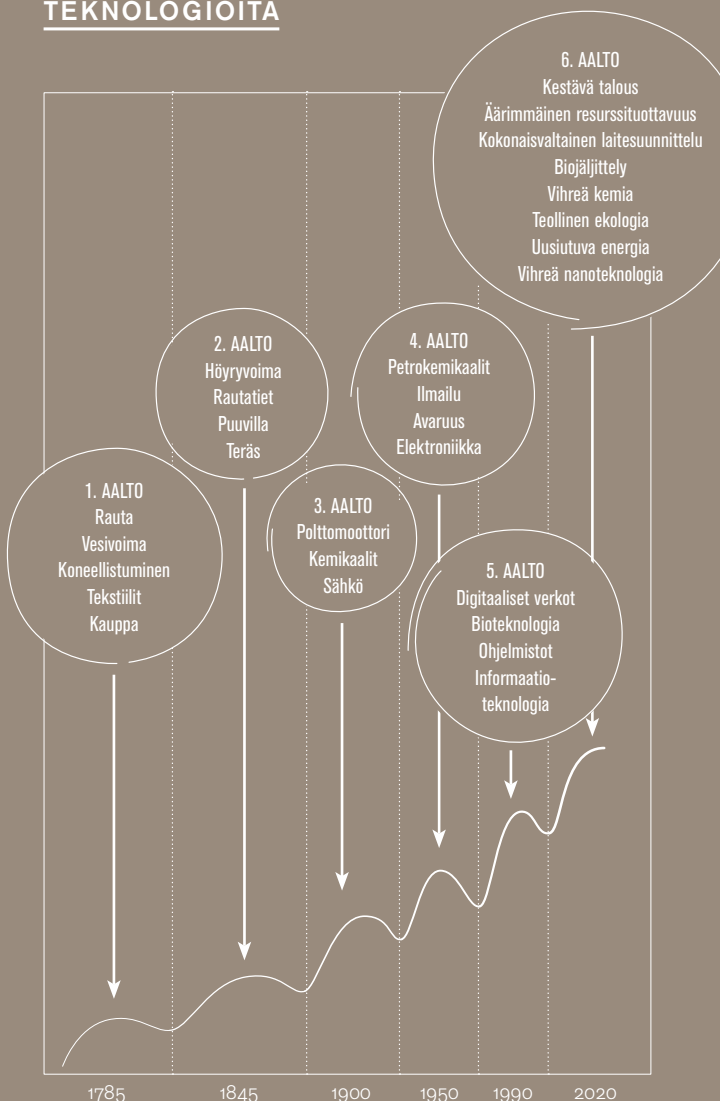 TEKNOLOGIOITA
6. AALTO
Kestävä talous
Äärimmäinen resurssituottavuus
Kokonaisvaltainen laitesuunnittelu
Biojäljittely
Vihreä kemia
Teollinen ekologia
Uusiutuva energia
Vihreä nanoteknologia
2. AALTO
Höyryvoima
Rautatiet
Puuvilla
Teräs
4. AALTO
Petrokemikaalit
Ilmailu
Avaruus
Elektroniikka
1. AALTO
Rauta
Vesivoima
Koneellistuminen
Tekstiilit
Kauppa
3. AALTO
Polttomoottori
Kemikaalit
Sähkö
5. AALTO
Digitaaliset verkot
Bioteknologia
Ohjelmistot
Informaatio-
teknologia
1785 1845 1900 1950 1990 2020